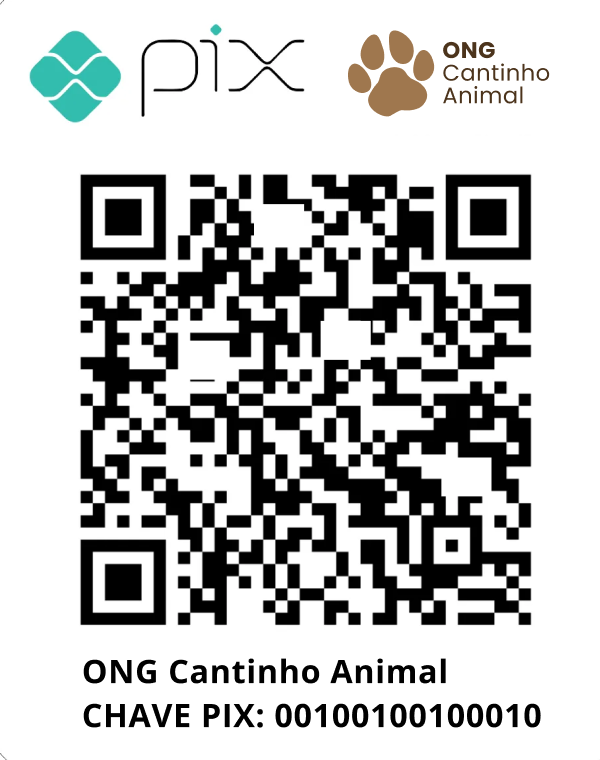 pix
ONG
Cantinho
Animal
ONG Cantinho Animal
CHAVE PIX: 00100100100010